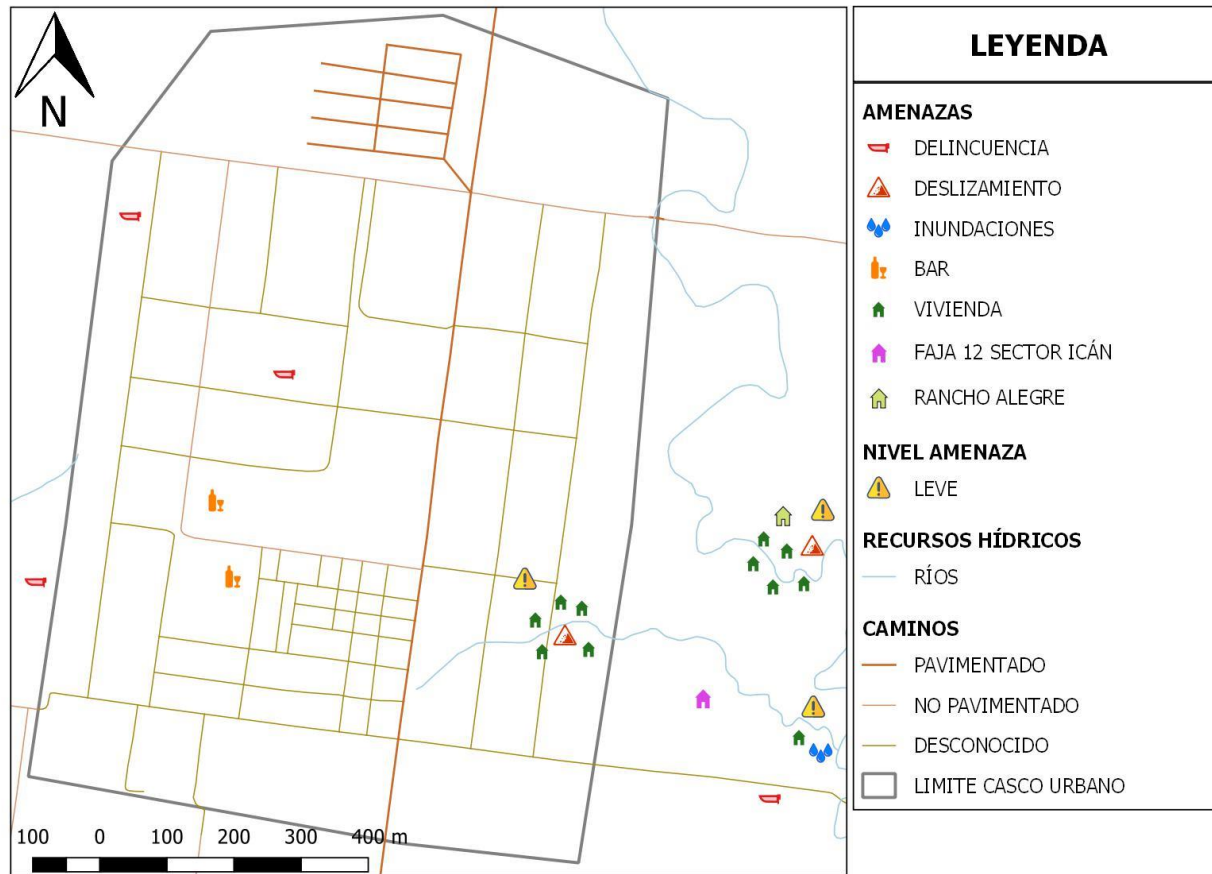 N
100 0 100 200 300 400 m
LEYENDA
AMENAZAS
DELINCUENCIA
DESLIZAMIENTO
INUNDACIONES
BAR
VIVIENDA
FAJA 12 SECTOR ICÁN
RANCHO ALEGRE
NIVEL AMENAZA
LEVE
RECURSOS HÍDRICOS
RÍOS
CAMINOS
PAVIMENTADO
NO PAVIMENTADO
DESCONOCIDO
LIMITE CASCO URBANO